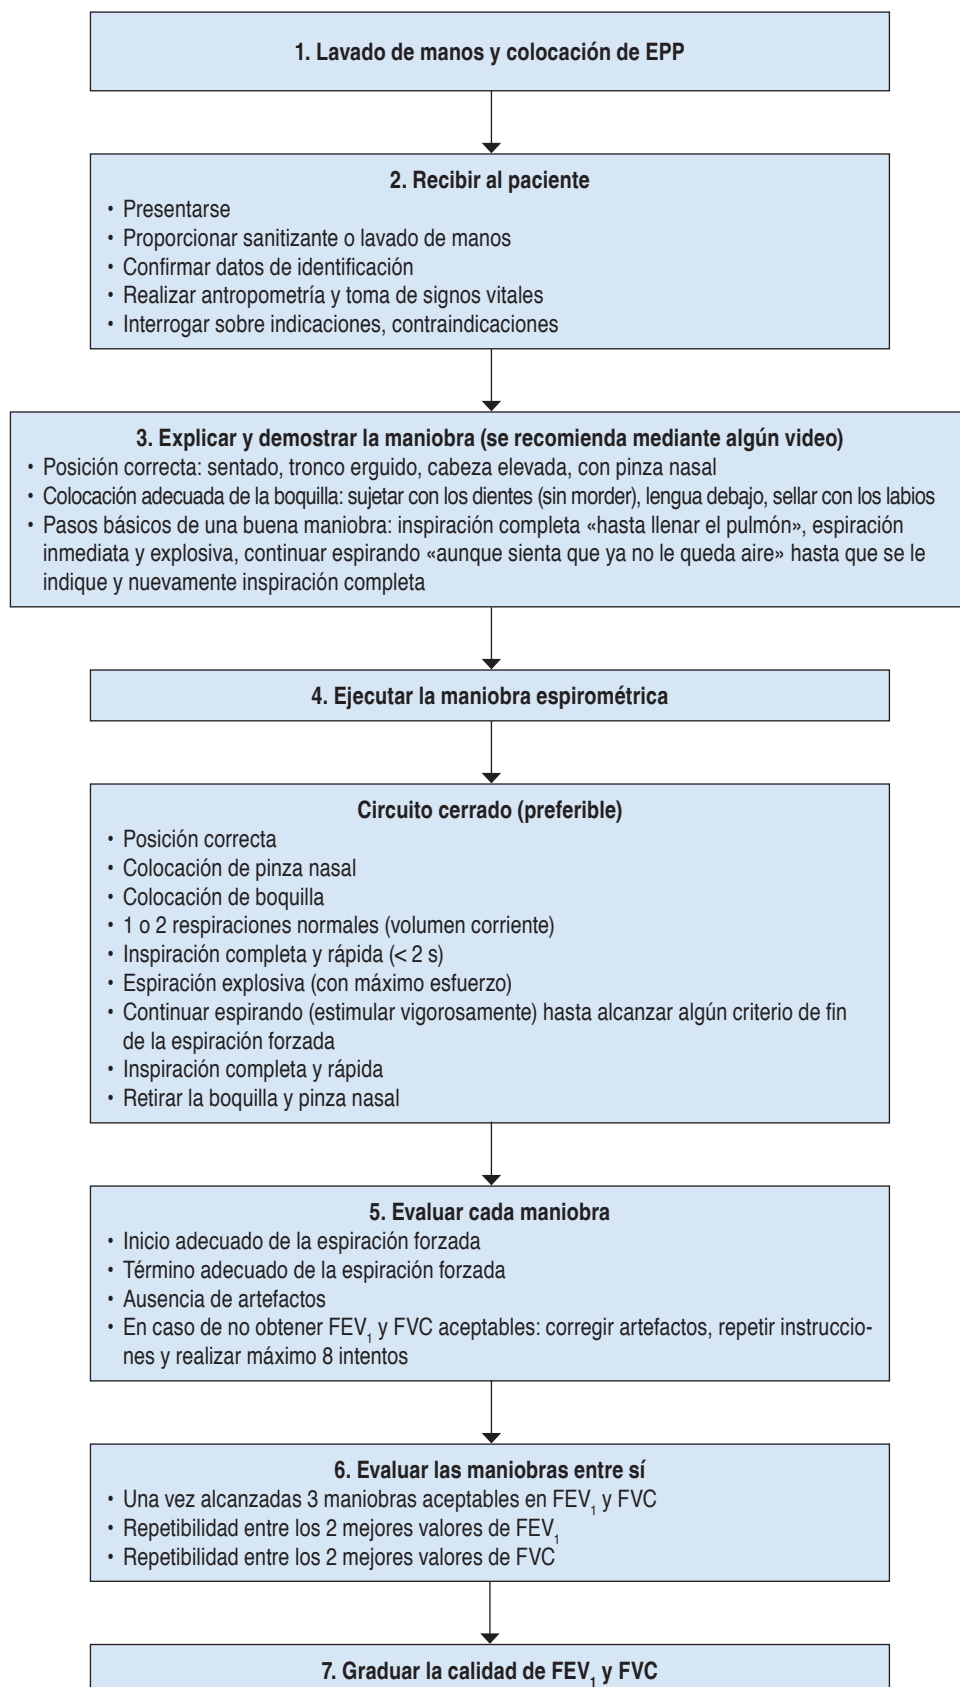 1. Lavado de manos y colocación de EPP
2. Recibir al paciente
• Presentarse
• Proporcionar sanitizante o lavado de manos
• Confirmar datos de identificación
• Realizar antropometría y toma de signos vitales
• Interrogar sobre indicaciones, contraindicaciones
3. Explicar y demostrar la maniobra (se recomienda mediante algún video)
• Posición correcta: sentado, tronco erguido, cabeza elevada, con pinza nasal
• Colocación adecuada de la boquilla: sujetar con los dientes (sin morder), lengua debajo, sellar con los labios
• Pasos básicos de una buena maniobra: inspiración completa «hasta llenar el pulmón», espiración
inmediata y explosiva, continuar espirando «aunque sienta que ya no le queda aire» hasta que se le
indique y nuevamente inspiración completa
4. Ejecutar la maniobra espirométrica
Circuito cerrado (preferible)
• Posición correcta
• Colocación de pinza nasal
• Colocación de boquilla
• 1 o 2 respiraciones normales (volumen corriente)
• Inspiración completa y rápida (< 2 s)
• Espiración explosiva (con máximo esfuerzo)
• Continuar espirando (estimular vigorosamente) hasta alcanzar algún criterio de fin
de la espiración forzada
• Inspiración completa y rápida
• Retirar la boquilla y pinza nasal
5. Evaluar cada maniobra
• Inicio adecuado de la espiración forzada
• Término adecuado de la espiración forzada
• Ausencia de artefactos
• En caso de no obtener FEV₁ y FVC aceptables: corregir artefactos, repetir instruccio-
nes y realizar máximo 8 intentos
6. Evaluar las maniobras entre sí
• Una vez alcanzadas 3 maniobras aceptables en FEV₁ y FVC
• Repetibilidad entre los 2 mejores valores de FEV₁
• Repetibilidad entre los 2 mejores valores de FVC
7. Graduar la calidad de FEV₁ y FVC